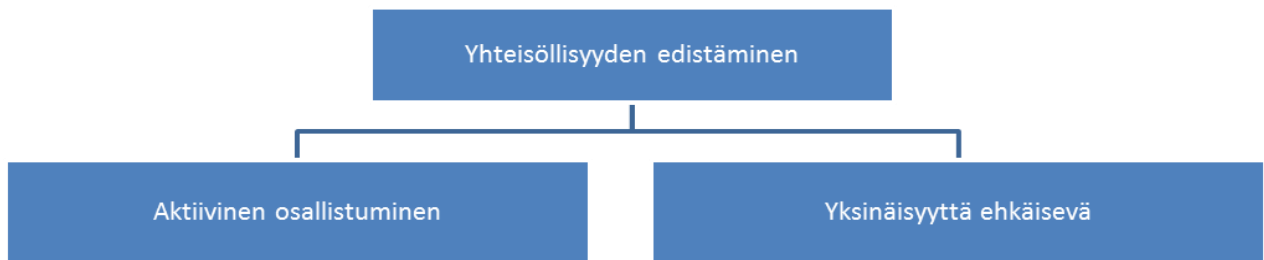 Yhteisöllisyyden edistäminen
Aktiivinen osallistuminen
Yksinäisyyttä ehkäisevä